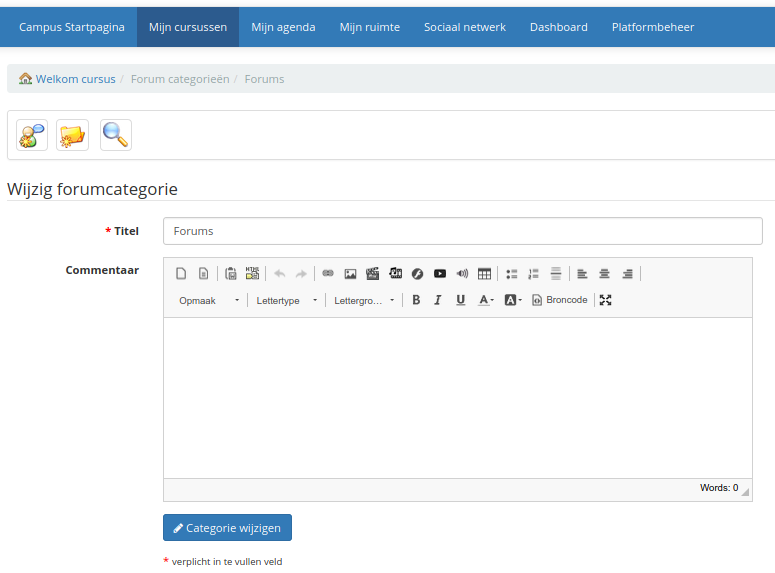 Campus Startpagina Mijn cursussen Mijn agenda Mijn ruimte Sociaal netwerk Dashboard Platformbeheer
Welkom cursus / Forum categorieën / Forums
Wijzig forumcategorie
* Titel Forums
Commentaar
Opmaak Lettertype Lettergro... B I U A A Broncode
Words: 0
Categorie wijzigen
* verplicht in te vullen veld